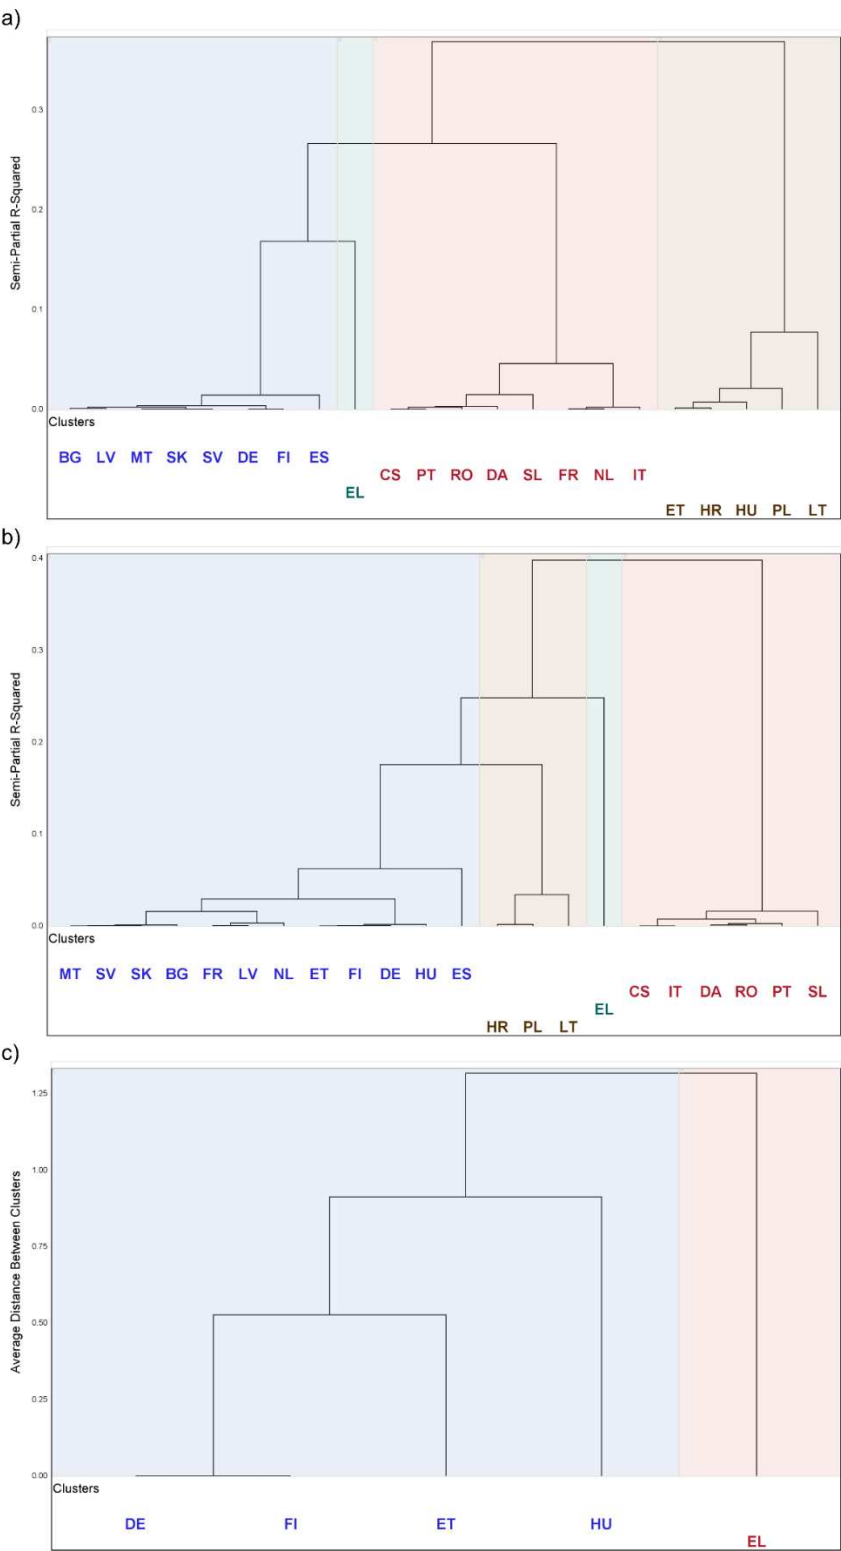 a)
Semi-Partial R-Squared
0.3
0.2
0.1
0.0
Clusters
BG LV MT SK SV DE FI ES
CS PT RO DA SL FR NL IT
EL
ET HR HU PL LT
b)
Semi-Partial R-Squared
0.4
0.3
0.2
0.1
0.0
Clusters
MT SV SK BG FR LV NL ET FI DE HU ES
CS IT DA RO PT SL
EL
HR PL LT
c)
Average Distance Between Clusters
1.25
1.00
0.75
0.50
0.25
0.00
Clusters
DE FI ET HU
EL